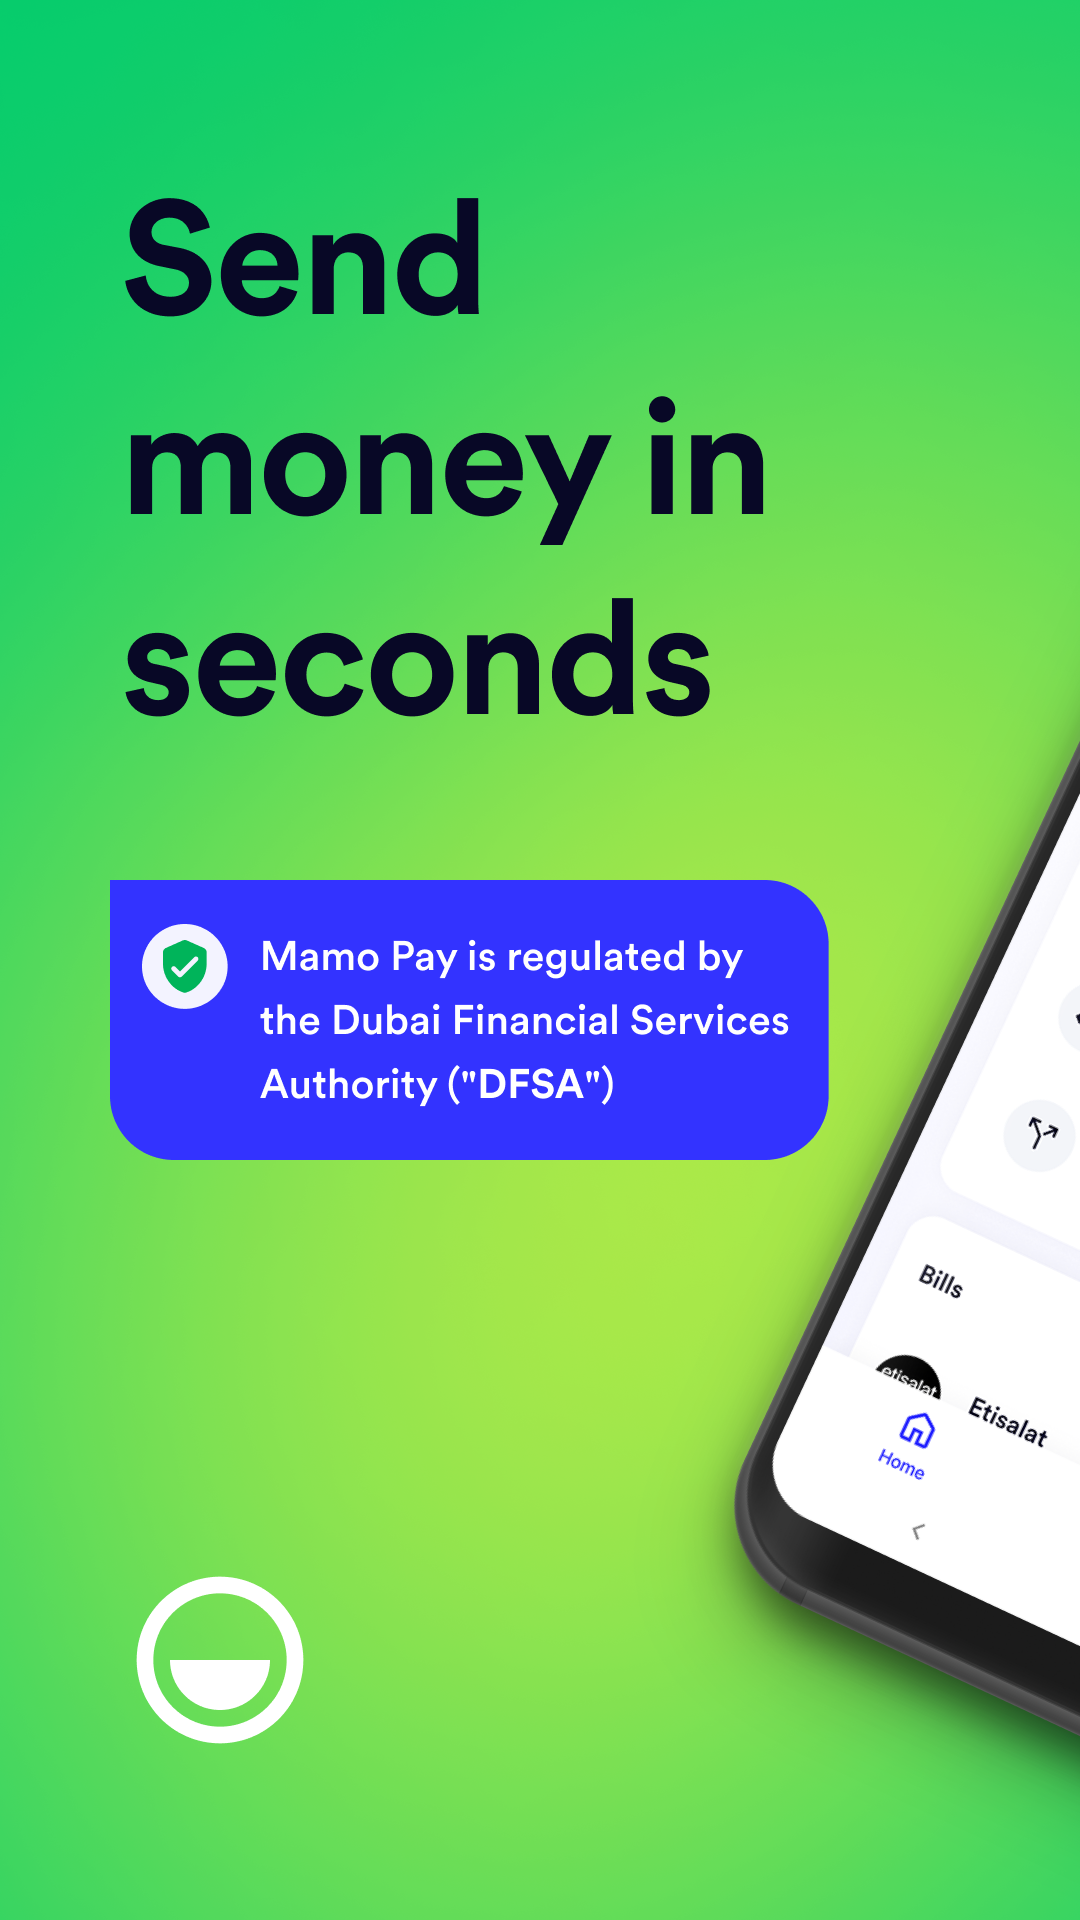 Send
money in
seconds
Mamo Pay is regulated by
the Dubai Financial Services
Authority ("DFSA")
Bills
etisalat
Etisalat
Home